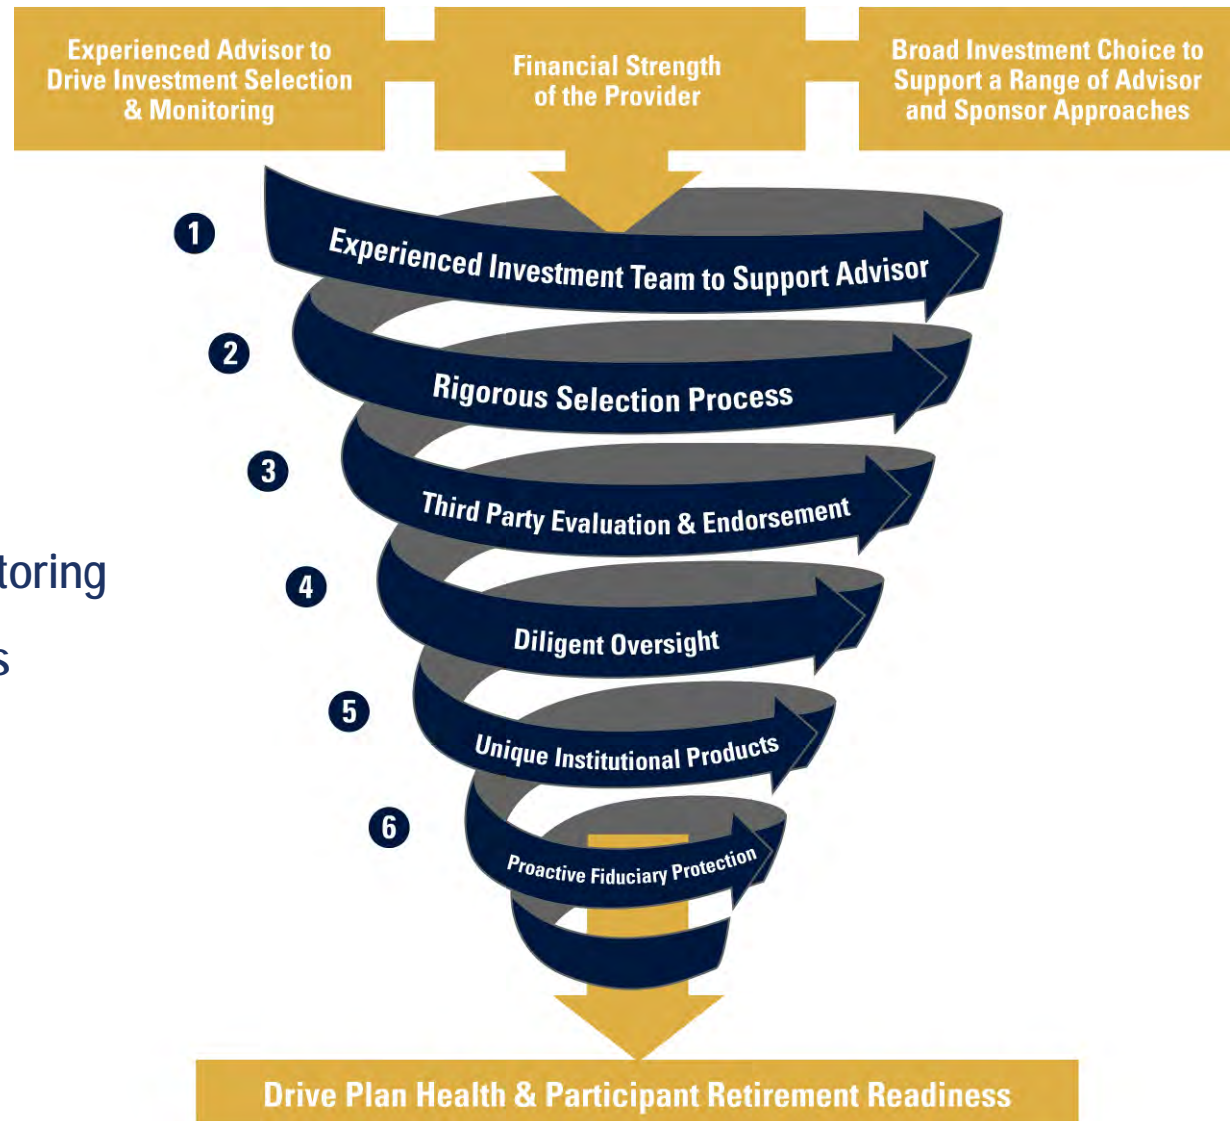 Experienced Advisor to
Drive Investment Selection
& Monitoring
Financial Strength
of the Provider
Broad Investment Choice to
Support a Range of Advisor
and Sponsor Approaches
1
Experienced Investment Team to Support Advisor
2
Rigorous Selection Process
3
Third Party Evaluation & Endorsement
toring
4
Diligent Oversight
s
5
Unique Institutional Products
6
Proactive Fiduciary Protection
Drive Plan Health & Participant Retirement Readiness